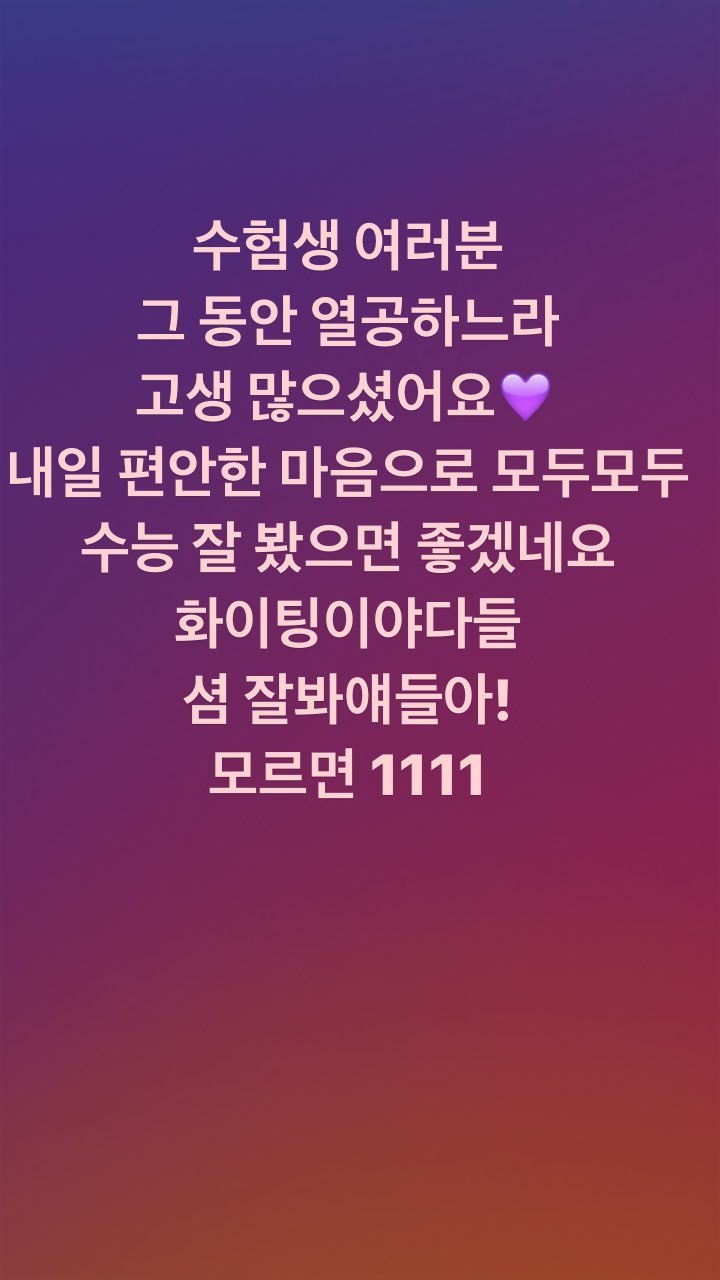 수험생 여러분
그 동안 열공하느라
고생 많으셨어요💜
내일 편안한 마음으로 모두모두
수능 잘 봤으면 좋겠네요
화이팅이야다들
셤 잘봐얘들아!
모르면 1111